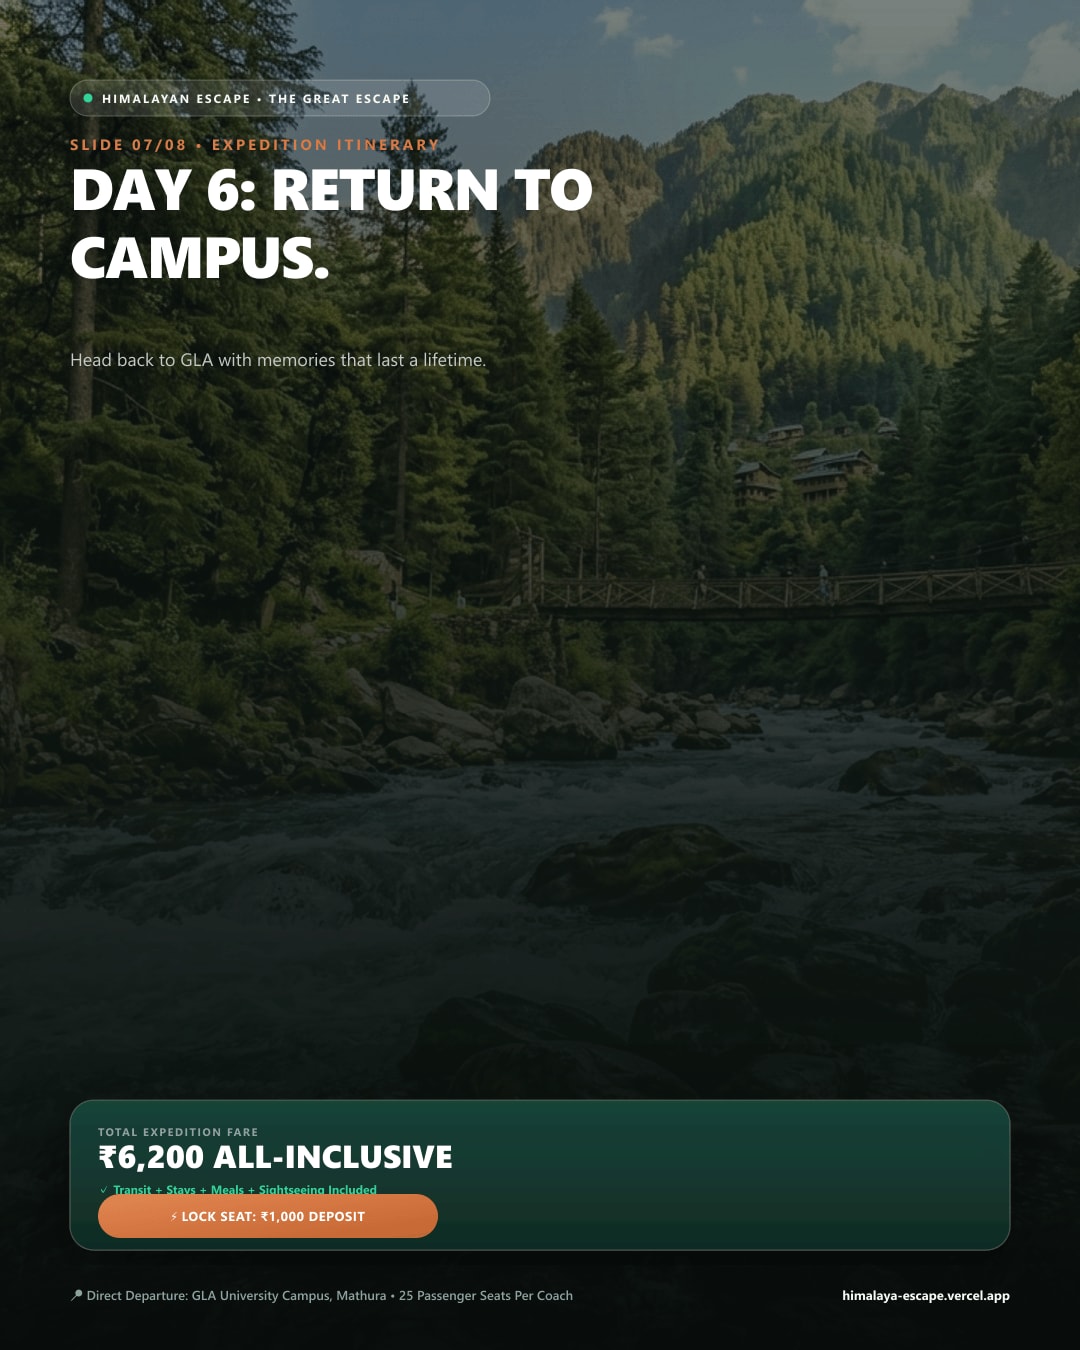 HIMALAYAN ESCAPE • THE GREAT ESCAPE
SLIDE 07/08 • EXPEDITION ITINERARY
DAY 6: RETURN TO
CAMPUS.
Head back to GLA with memories that last a lifetime.
TOTAL EXPEDITION FARE
₹6,200 ALL-INCLUSIVE
✓ Transit + Stays + Meals + Sightseeing Included
⚡ LOCK SEAT: ₹1,000 DEPOSIT
📍 Direct Departure: GLA University Campus, Mathura • 25 Passenger Seats Per Coach
himalaya-escape.vercel.app